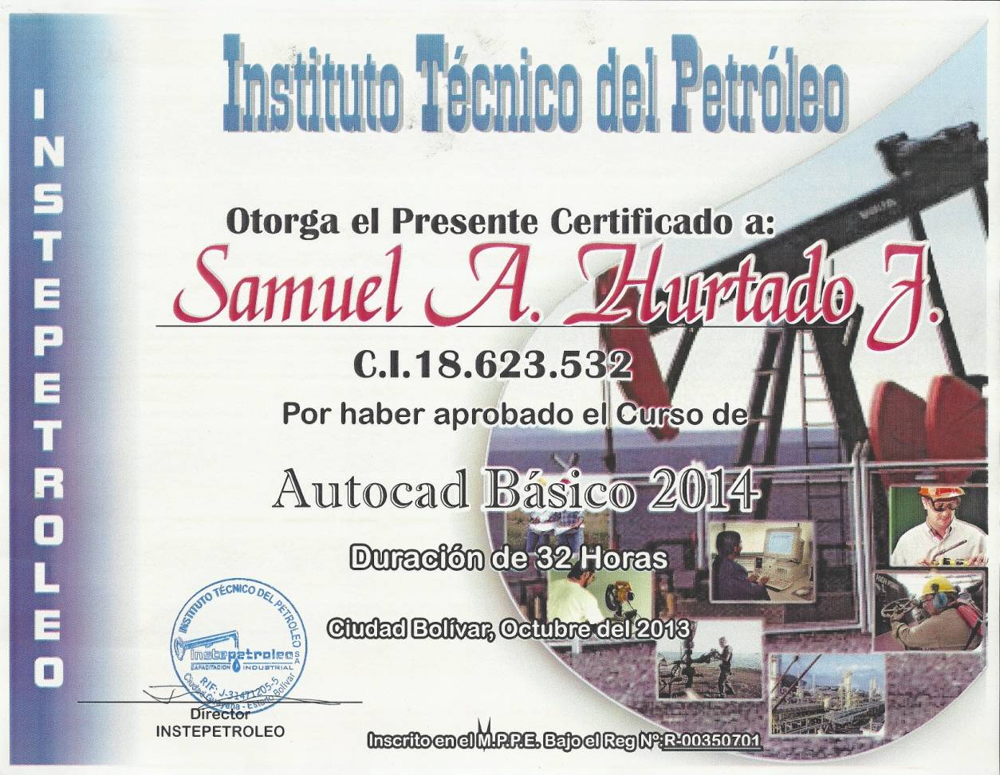 INSTEPETROLEO
Instituto Técnico del Petróleo
Otorga el Presente Certificado a:
Samuel A. Hurtado J.
C.I.18.623.532
Por haber aprobado el Curso de
Autocad Básico 2014
Duración de 32 Horas
Ciudad Bolívar, Octubre del 2013
INSTITUTO TÉCNICO DEL PETROLEO S.A.
Instepetroleo
CAPACITACION INDUSTRIAL
RIF: J-31471205-5
Ciudad Guayana - Estado Bolívar
Director
INSTEPETROLEO
Inscrito en el M.P.P.E. Bajo el Reg Nº:R-00350701